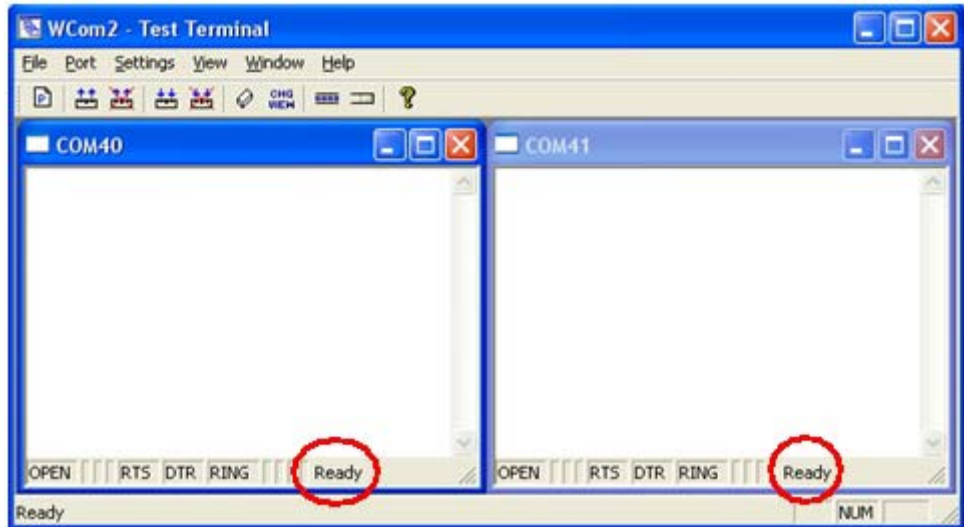 WCom2 - Test Terminal
File Port Settings View Window Help
P CHG VIEW ?
COM40
COM41
OPEN RTS DTR RING Ready
OPEN RTS DTR RING Ready
Ready NUM